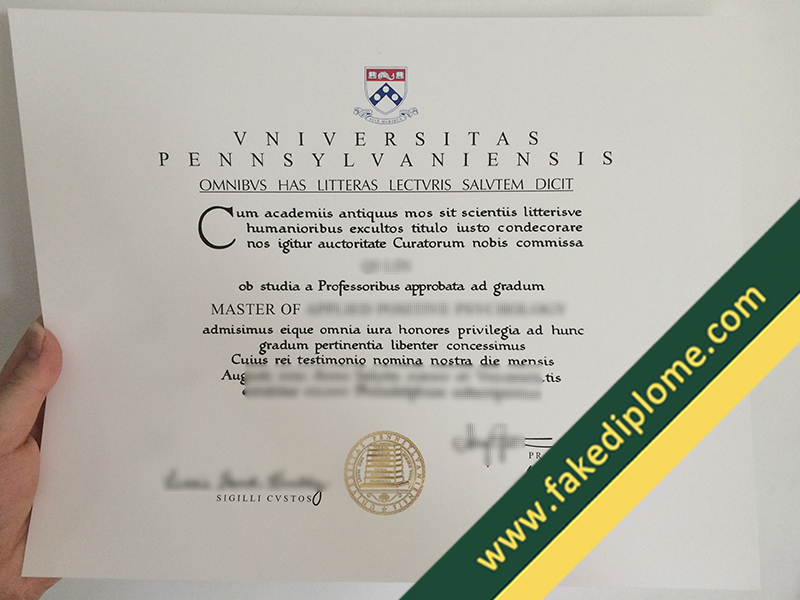 VNIVERSITAS
PENNSYLVANIENSIS
OMNIBVS HAS LITTERAS LECTVRIS SALVTEM DICIT
Cum academiis antiquus mos sit scientiis litterisve
humanioribus excultos titulo iusto condecorare
nos igitur auctoritate Curatorum nobis commissa
ob studia a Professoribus approbata ad gradum
MASTER OF APPLIED POSITIVE PSYCHOLOGY
admisimus eique omnia iura honores privilegia ad hunc
gradum pertinentia libenter concessimus
Cuius rei testimonio nomina nostra die mensis
SIGILLI CVSTOS
www.fakediplome.com